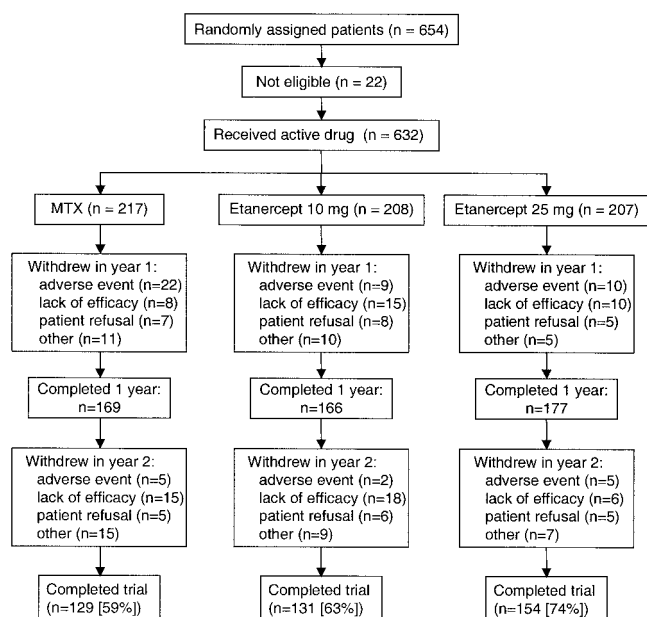 Randomly assigned patients (n = 654)
Not eligible (n = 22)
Received active drug (n = 632)
MTX (n = 217)
Etanercept 10 mg (n = 208)
Etanercept 25 mg (n = 207)
Withdrew in year 1:
adverse event (n=22)
lack of efficacy (n=8)
patient refusal (n=7)
other (n=11)
Withdrew in year 1:
adverse event (n=9)
lack of efficacy (n=15)
patient refusal (n=8)
other (n=10)
Withdrew in year 1:
adverse event (n=10)
lack of efficacy (n=10)
patient refusal (n=5)
other (n=5)
Completed 1 year:
n=169
Completed 1 year:
n=166
Completed 1 year:
n=177
Withdrew in year 2:
adverse event (n=5)
lack of efficacy (n=15)
patient refusal (n=5)
other (n=15)
Withdrew in year 2:
adverse event (n=2)
lack of efficacy (n=18)
patient refusal (n=6)
other (n=9)
Withdrew in year 2:
adverse event (n=5)
lack of efficacy (n=6)
patient refusal (n=5)
other (n=7)
Completed trial
(n=129 [59%])
Completed trial
(n=131 [63%])
Completed trial
(n=154 [74%])